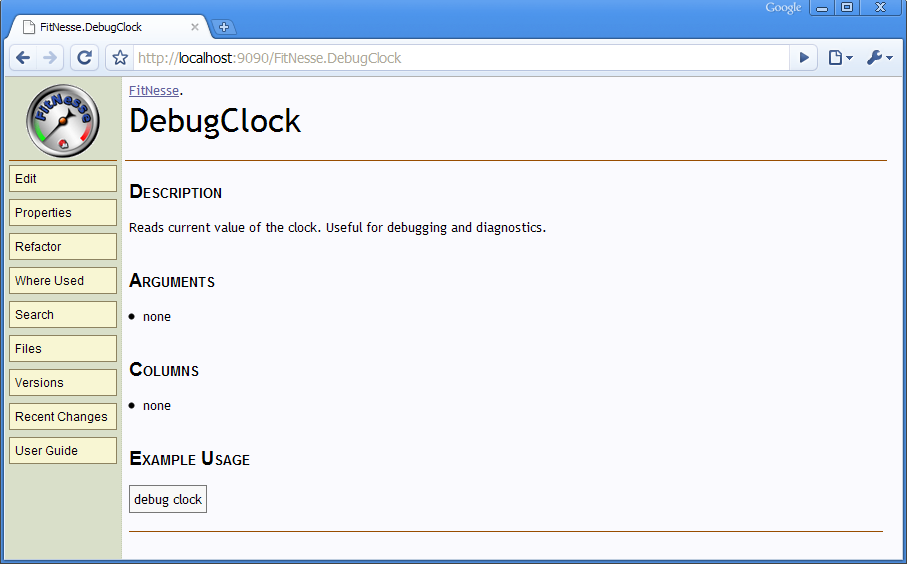 Google
FitNesse.DebugClock
http://localhost:9090/FitNesse.DebugClock
FitNesse
FitNesse.
DebugClock
Edit
Properties
Refactor
Where Used
Search
Files
Versions
Recent Changes
User Guide
DESCRIPTION
Reads current value of the clock. Useful for debugging and diagnostics.
ARGUMENTS
• none
COLUMNS
• none
EXAMPLE USAGE
debug clock